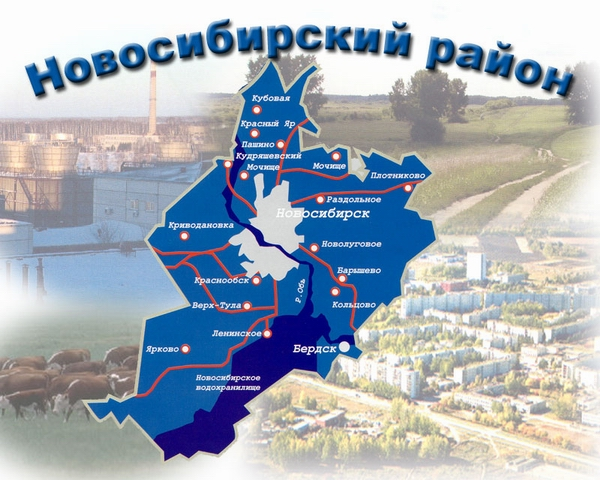 Новосибирский район
Кубовая
Красный Яр
Пашино
Кудряшевский
Мочище
Мочище
Плотниково
Раздольное
Новосибирск
Криводановка
Новолуговое
Барышево
Краснообск
р.Обь
Кольцово
Верх-Тула
Ленинское
Ярково
Бердск
Новосибирское
водохранилище